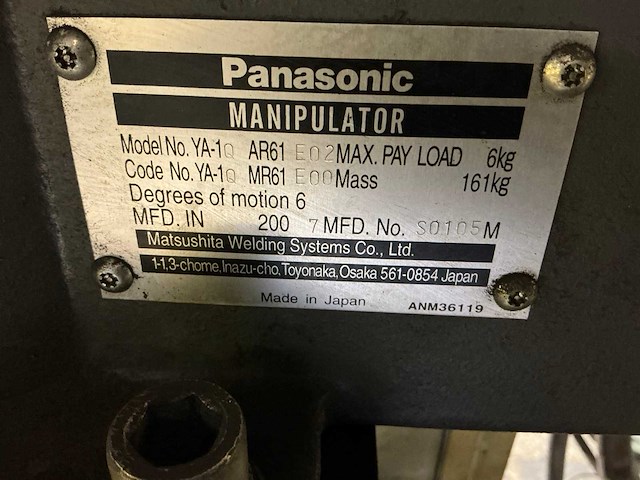 Panasonic
MANIPULATOR
Model No. YA-1Q AR61 E02 MAX. PAY LOAD 6kg
Code No. YA-1Q MR61 E00 Mass 161kg
Degrees of motion 6
MFD. IN 200 7 MFD. No. S0105M
Matsushita Welding Systems Co., Ltd.
1-1,3-chome,Inazu-cho,Toyonaka,Osaka 561-0854 Japan
Made in Japan ANM36119